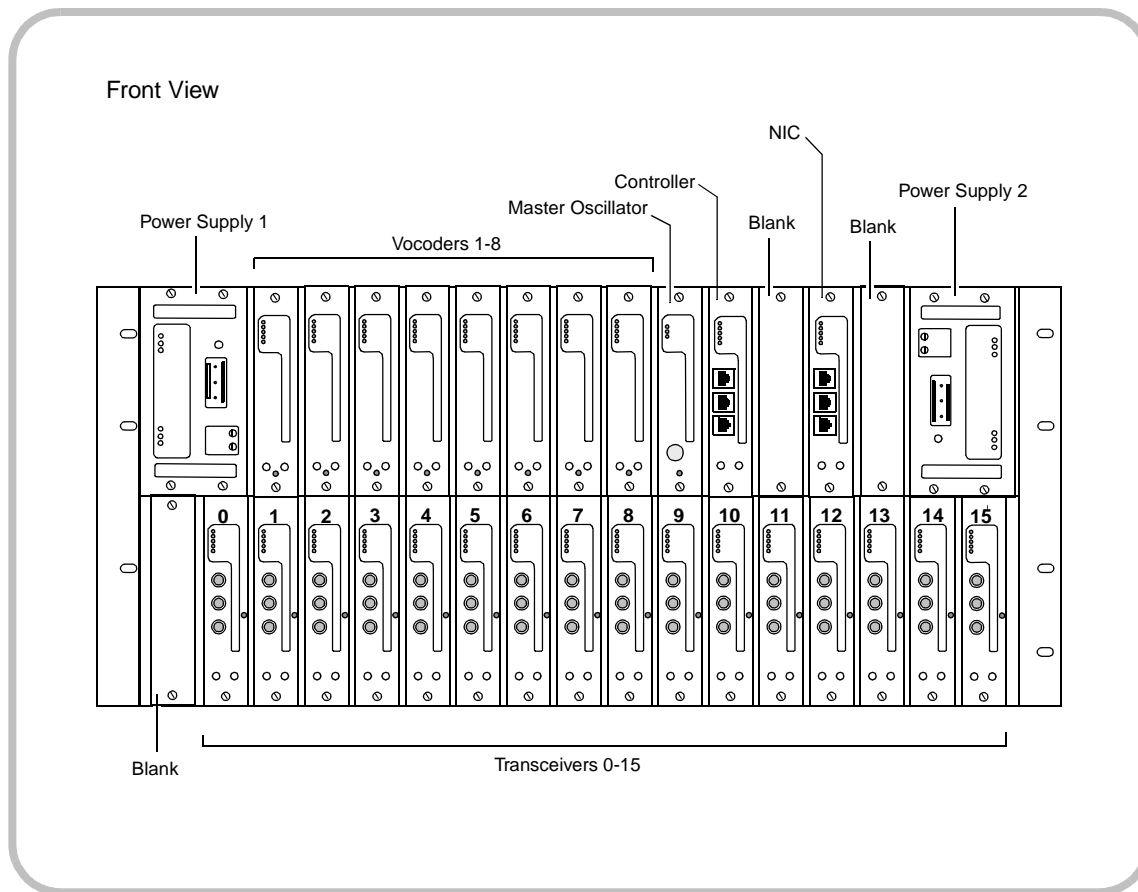 Front View
NIC
Controller
Power Supply 2
Master Oscillator
Power Supply 1
Blank
Blank
Vocoders 1-8
0 1 2 3 4 5 6 7 8 9 10 11 12 13 14 15
Blank
Transceivers 0-15